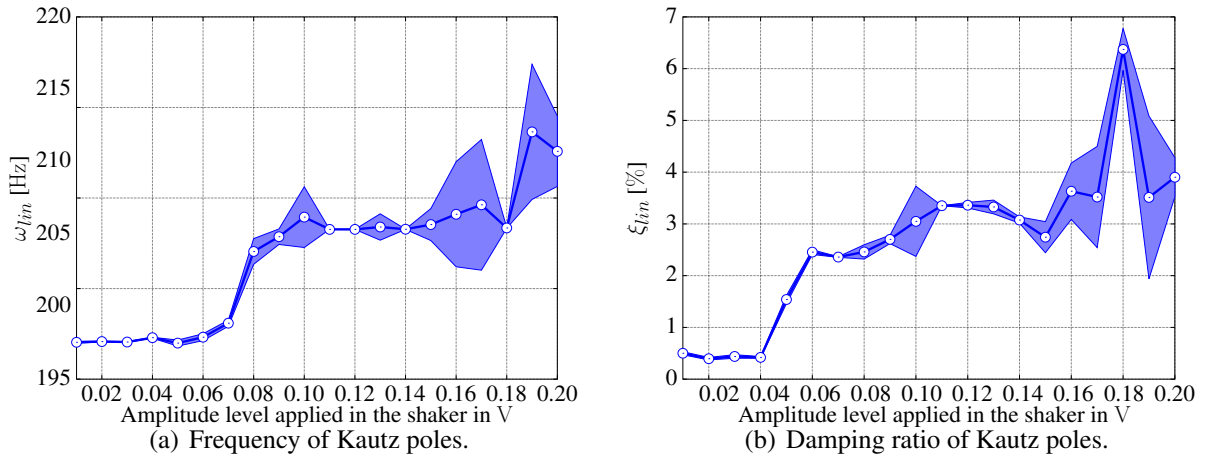 220
215
210
205
200
195
ωlin [Hz]
0.02 0.04 0.06 0.08 0.10 0.12 0.14 0.16 0.18 0.20
Amplitude level applied in the shaker in V
(a) Frequency of Kautz poles.
7
6
5
4
3
2
1
0
ξlin [%]
0.02 0.04 0.06 0.08 0.10 0.12 0.14 0.16 0.18 0.20
Amplitude level applied in the shaker in V
(b) Damping ratio of Kautz poles.